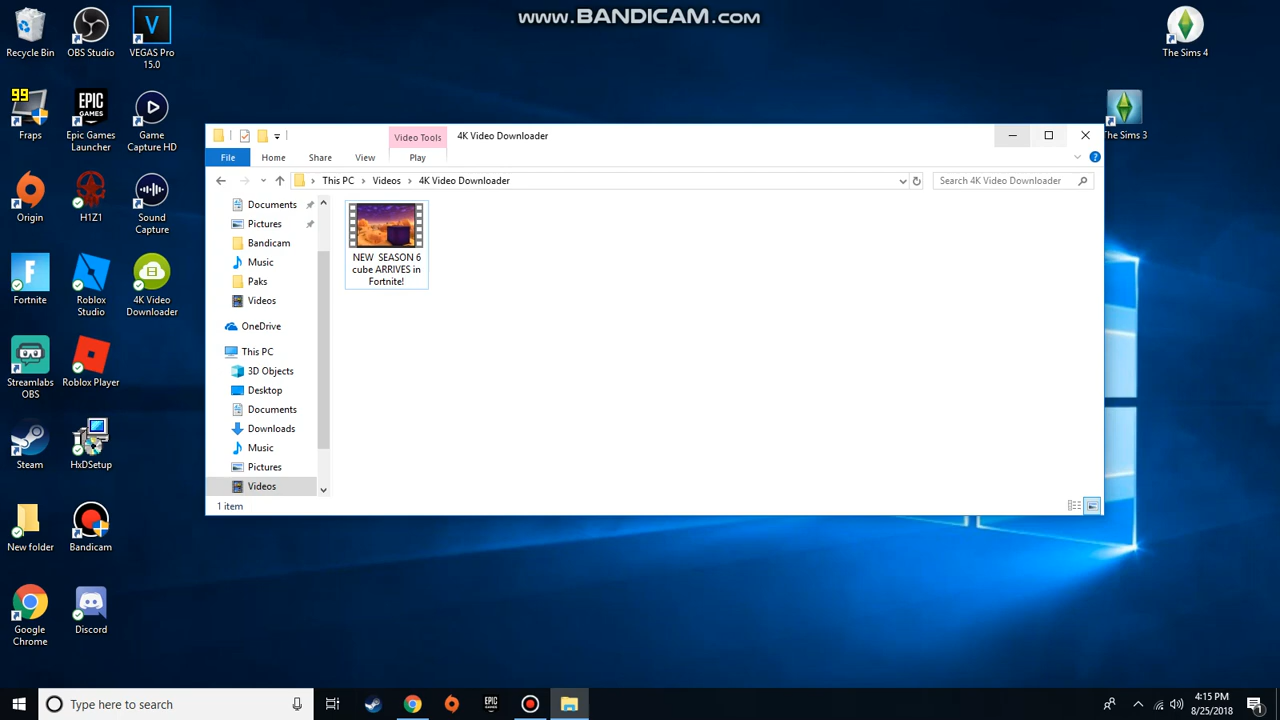 www.BANDICAM.com
Recycle Bin
OBS Studio
VEGAS Pro
15.0
The Sims 4
99
Fraps
EPIC
GAMES
Epic Games
Launcher
Game
Capture HD
The Sims 3
Origin
H1Z1
Sound
Capture
Fortnite
Roblox
Studio
4K Video
Downloader
Streamlabs
OBS
Roblox Player
Steam
HxDSetup
New folder
Bandicam
Google
Chrome
Discord
Video Tools
4K Video Downloader
File
Home
Share
View
Play
This PC
Videos
4K Video Downloader
Search 4K Video Downloader
Documents
Pictures
Bandicam
Music
Paks
Videos
OneDrive
This PC
3D Objects
Desktop
Documents
Downloads
Music
Pictures
Videos
NEW SEASON 6
cube ARRIVES in
Fortnite!
1 item
Type here to search
EPIC
4:15 PM
8/25/2018
1